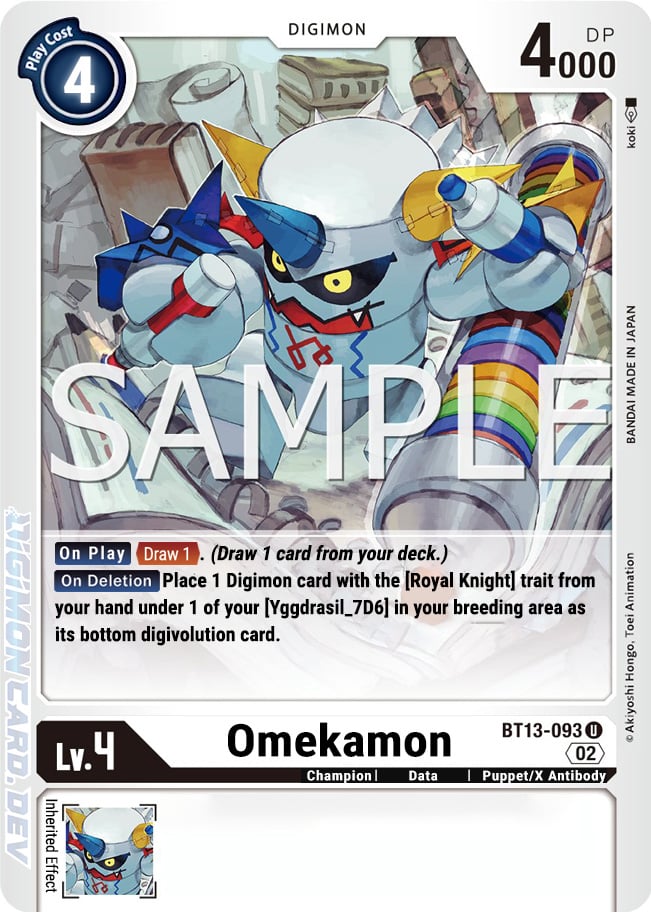 DIGIMON
Play Cost
4
4000
DP
koki
BANDAI MADE IN JAPAN
SAMPLE
On Play Draw 1. (Draw 1 card from your deck.)
On Deletion Place 1 Digimon card with the [Royal Knight] trait from
your hand under 1 of your [Yggdrasil_7D6] in your breeding area as
its bottom digivolution card.
© Akiyoshi Hongo, Toei Animation
DIGIMONCARD.DEV
Lv.4
Omekamon
BT13-093 U
02
Champion | Data | Puppet/X Antibody
Inherited Effect